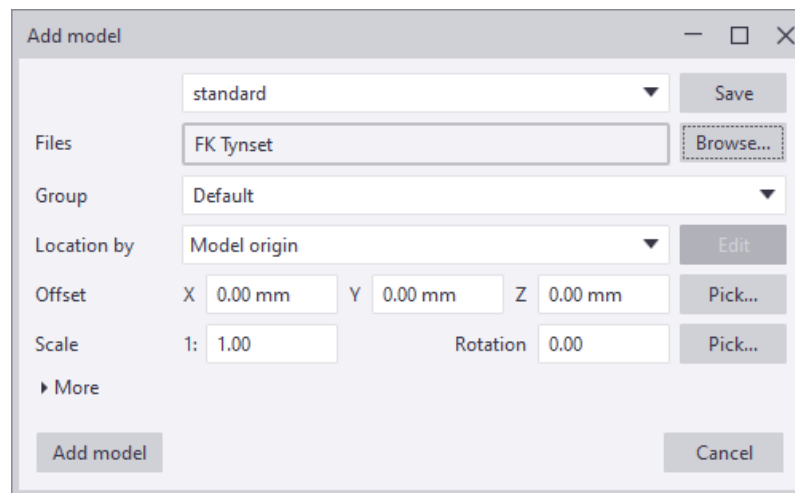 Add model
standard Save
Files FK Tynset Browse...
Group Default
Location by Model origin Edit
Offset X 0.00 mm Y 0.00 mm Z 0.00 mm Pick...
Scale 1: 1.00 Rotation 0.00 Pick...
More
Add model Cancel